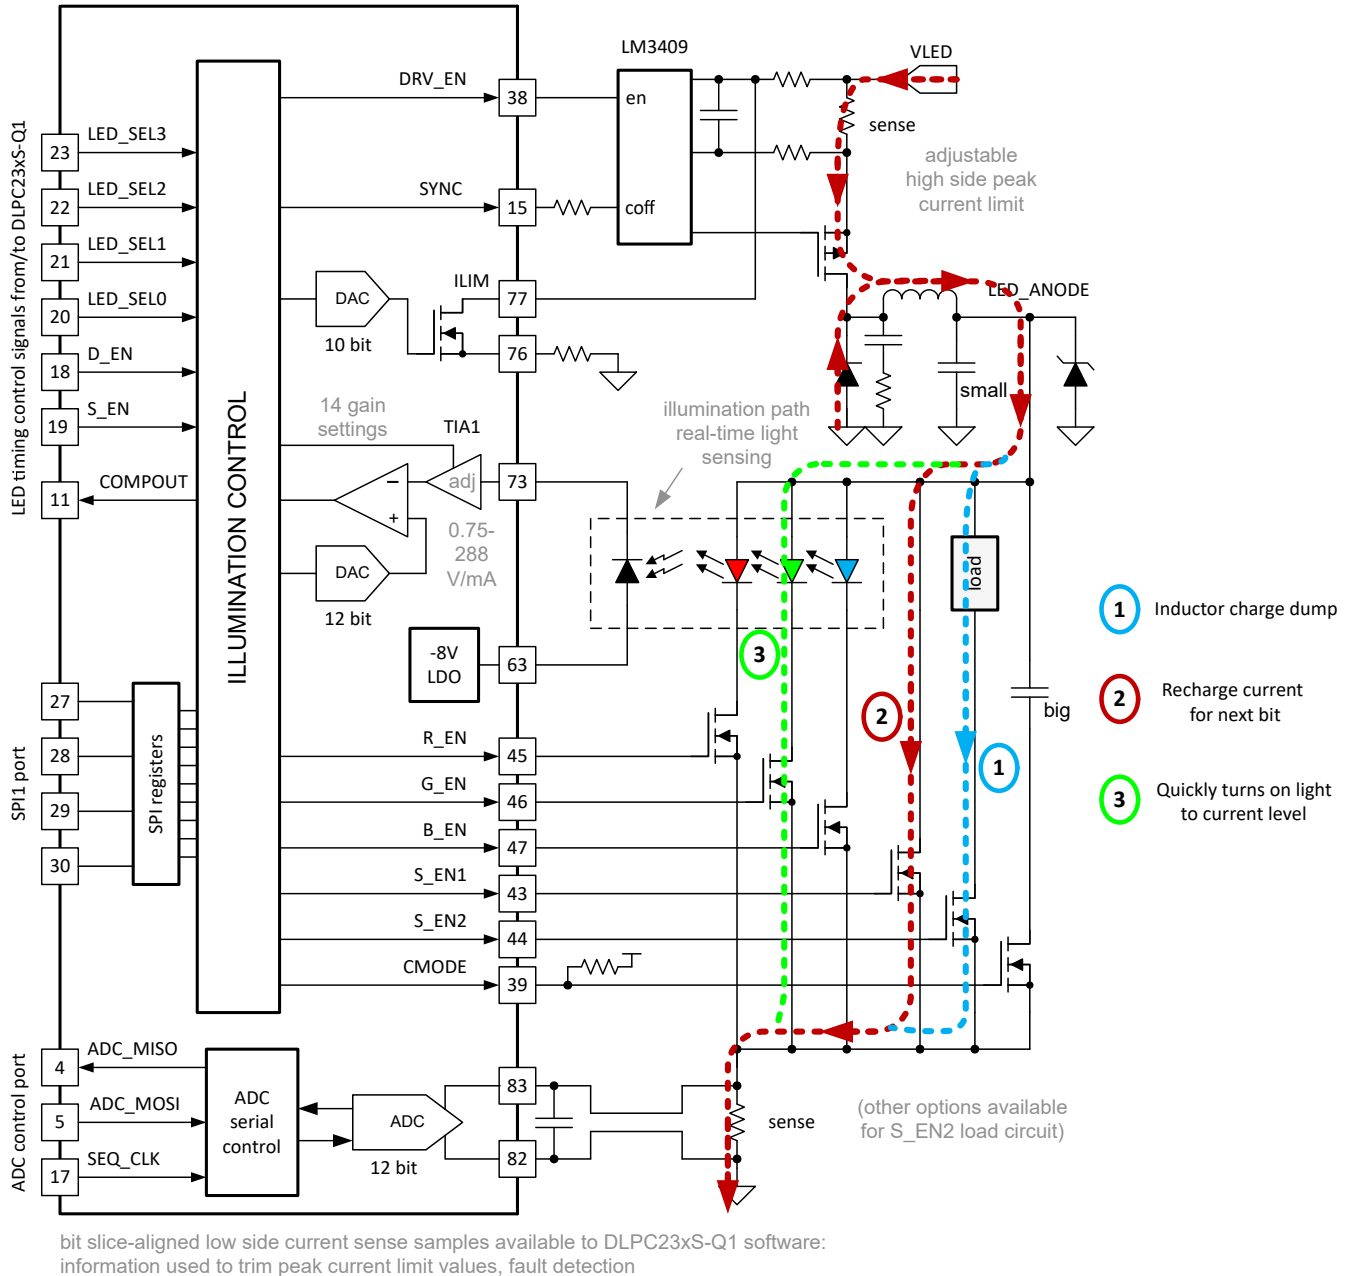 LM3409
VLED
DRV_EN
38
en
sense
adjustable
high side peak
current limit
LED timing control signals from/to DLPC23xS-Q1
23
LED_SEL3
22
LED_SEL2
SYNC
15
coff
21
LED_SEL1
20
LED_SEL0
DAC
10 bit
ILIM
77
LED_ANODE
18
D_EN
76
small
19
S_EN
14 gain
settings
TIA1
illumination path
real-time light
sensing
11
COMPOUT
ILLUMINATION CONTROL
−
+
adj
73
0.75-
288
V/mA
DAC
12 bit
load
1
Inductor charge dump
-8V
LDO
63
3
2
Recharge current
for next bit
big
SPI1 port
27
28
29
30
SPI registers
R_EN
45
2
1
3
Quickly turns on light
to current level
G_EN
46
B_EN
47
S_EN1
43
S_EN2
44
CMODE
39
ADC control port
4
ADC_MISO
5
ADC_MOSI
17
SEQ_CLK
ADC
serial
control
ADC
12 bit
83
82
sense
(other options available
for S_EN2 load circuit)
bit slice-aligned low side current sense samples available to DLPC23xS-Q1 software:
information used to trim peak current limit values, fault detection